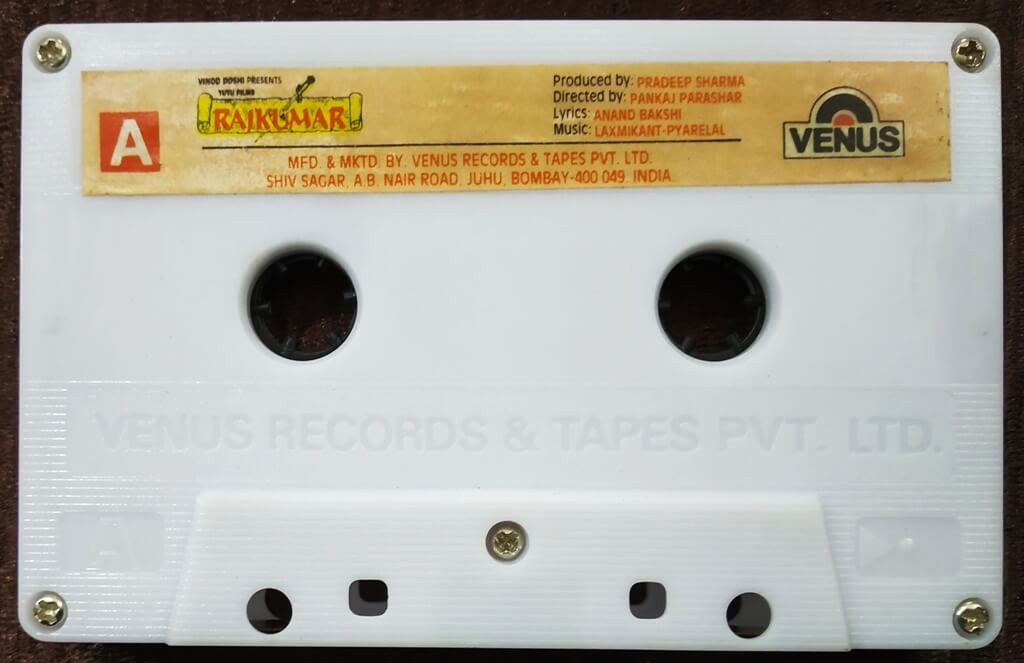 A
VINOD DOSHI PRESENTS
TUTU FILMS
RAJKUMAR
Produced by: PRADEEP SHARMA
Directed by: PANKAJ PARASHAR
Lyrics: ANAND BAKSHI
Music: LAXMIKANT-PYARELAL
MFD. & MKTD. BY. VENUS RECORDS & TAPES PVT. LTD.
SHIV SAGAR, A.B. NAIR ROAD, JUHU, BOMBAY-400 049. INDIA.
VENUS
VENUS RECORDS & TAPES PVT. LTD.
A